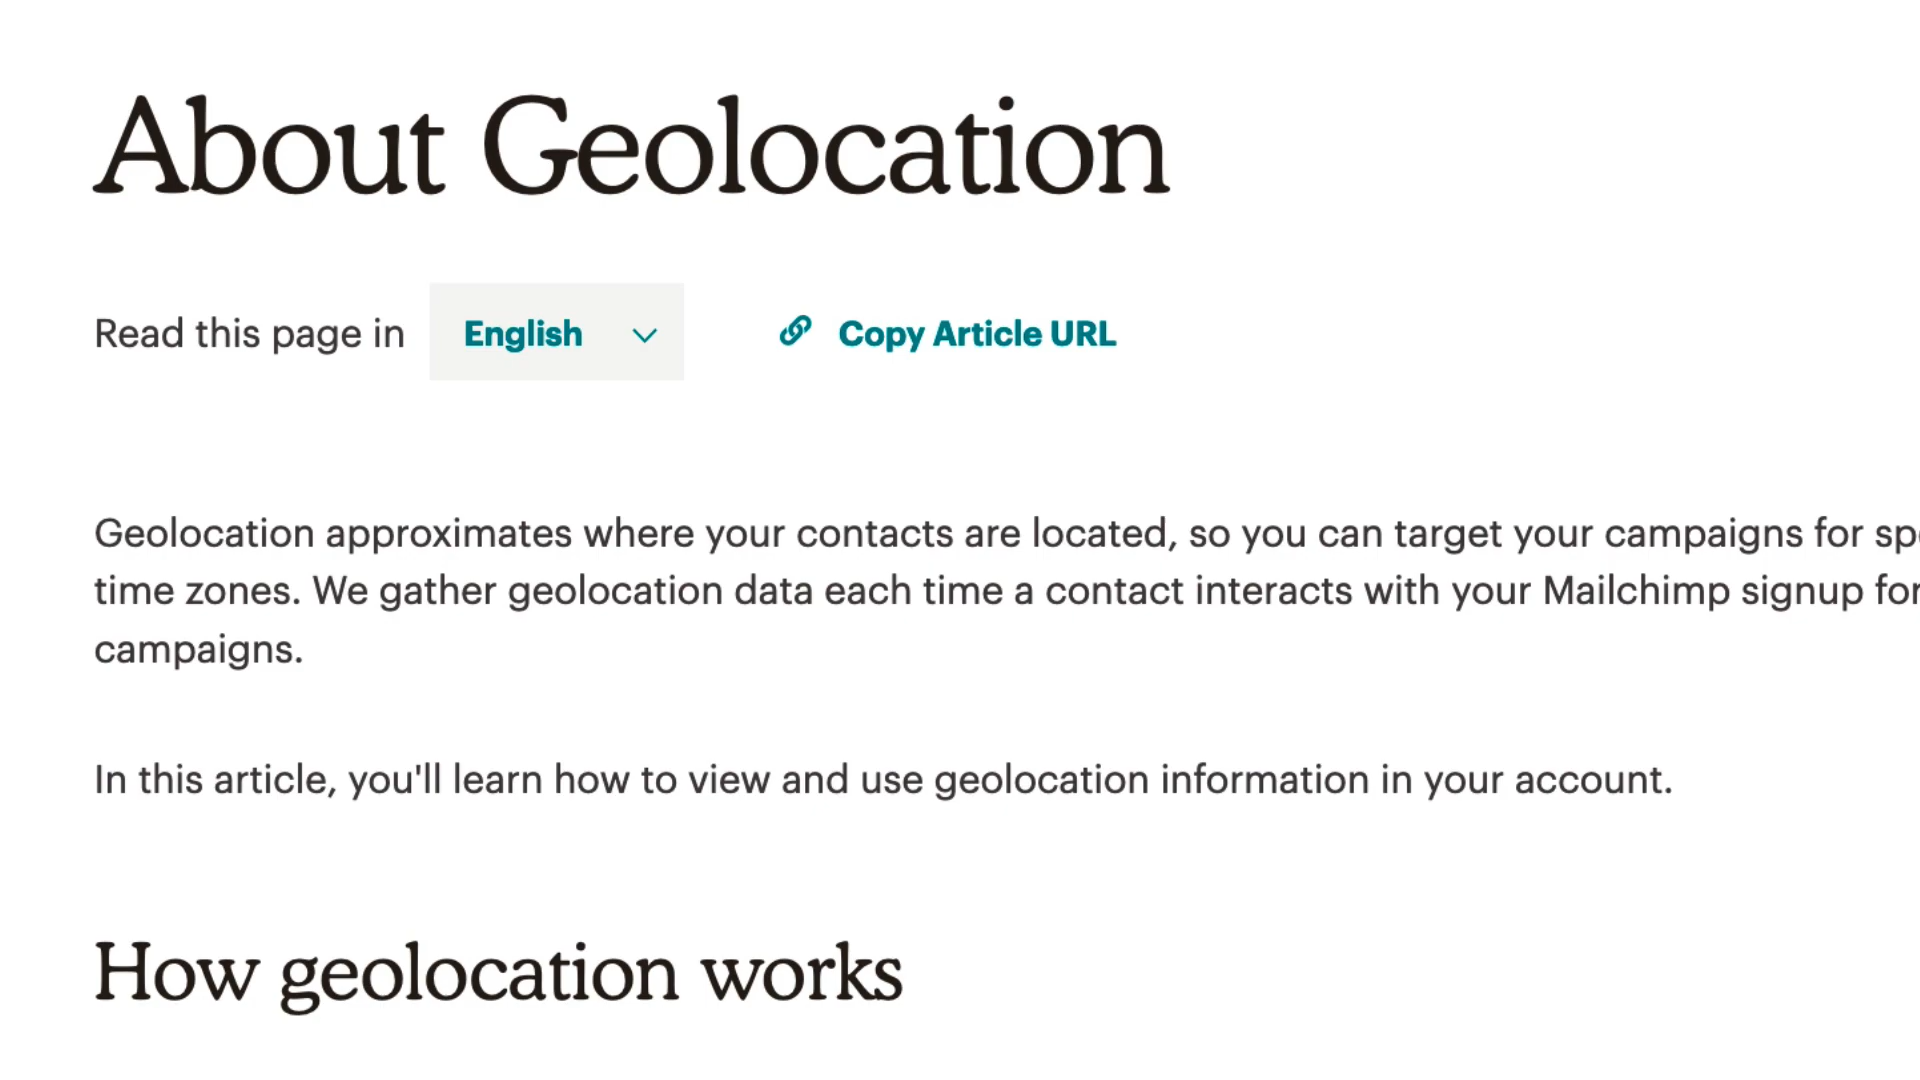 About Geolocation
Read this page in English Copy Article URL
Geolocation approximates where your contacts are located, so you can target your campaigns for
time zones. We gather geolocation data each time a contact interacts with your Mailchimp signup
campaigns.
In this article, you'll learn how to view and use geolocation information in your account.
How geolocation works